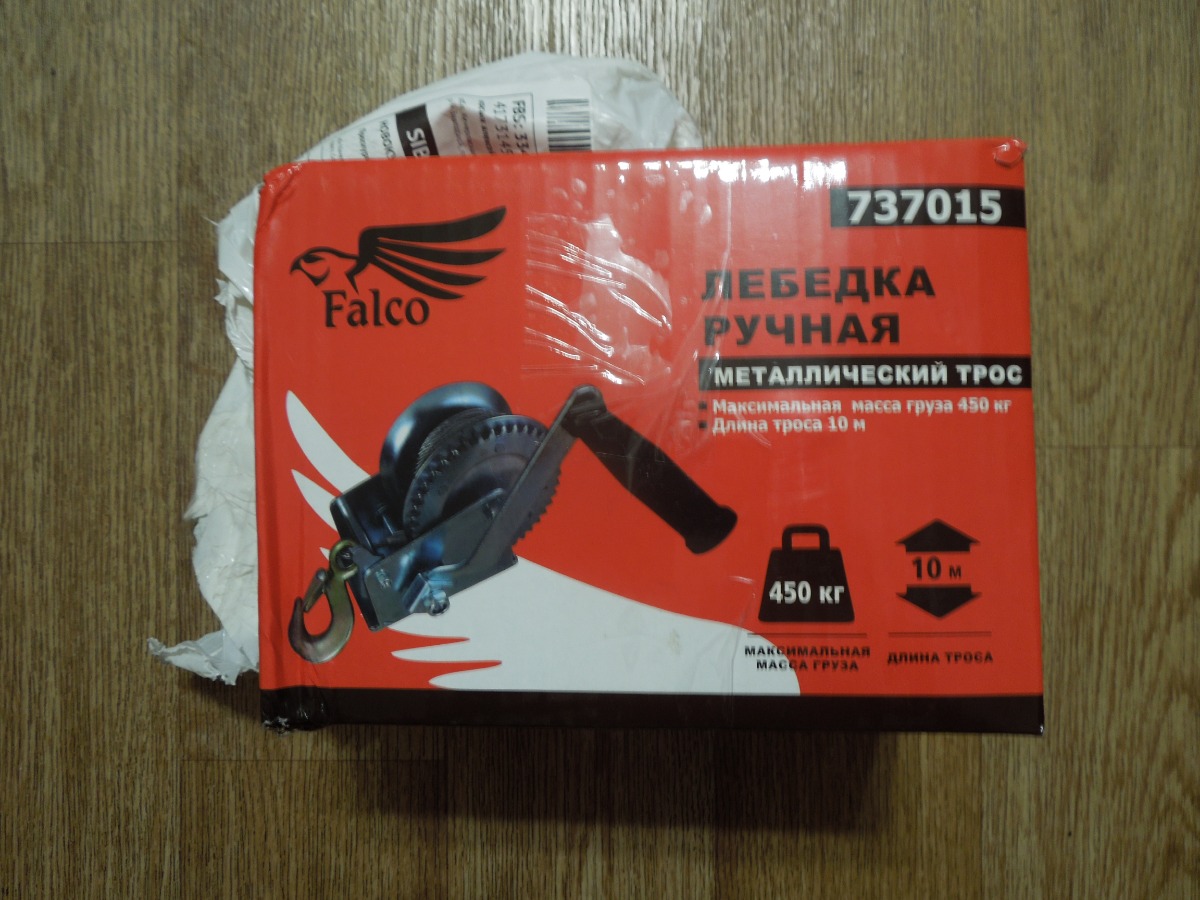 737015
Falco
ЛЕБЕДКА
РУЧНАЯ
МЕТАЛЛИЧЕСКИЙ ТРОС
Максимальная масса груза 450 кг
Длина троса 10 м
450 кг
10 м
МАКСИМАЛЬНАЯ
МАССА ГРУЗА
ДЛИНА ТРОСА